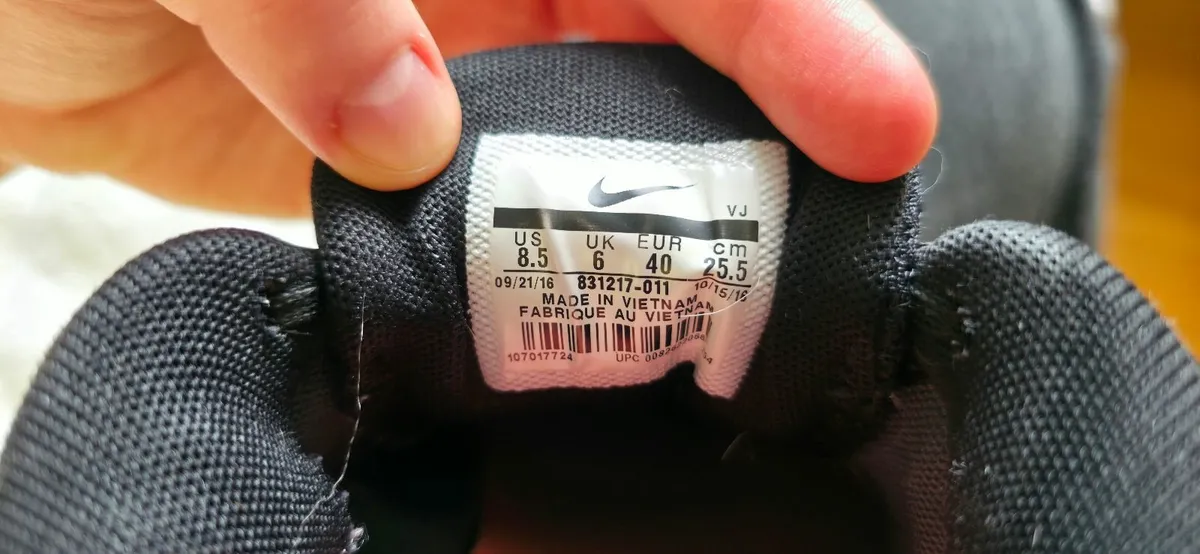 VJ
US UK EUR cm
8.5 6 40 25.5
09/21/16 831217-011 10/15/16
MADE IN VIETNAM
FABRIQUE AU VIETNAM
107017724 UPC